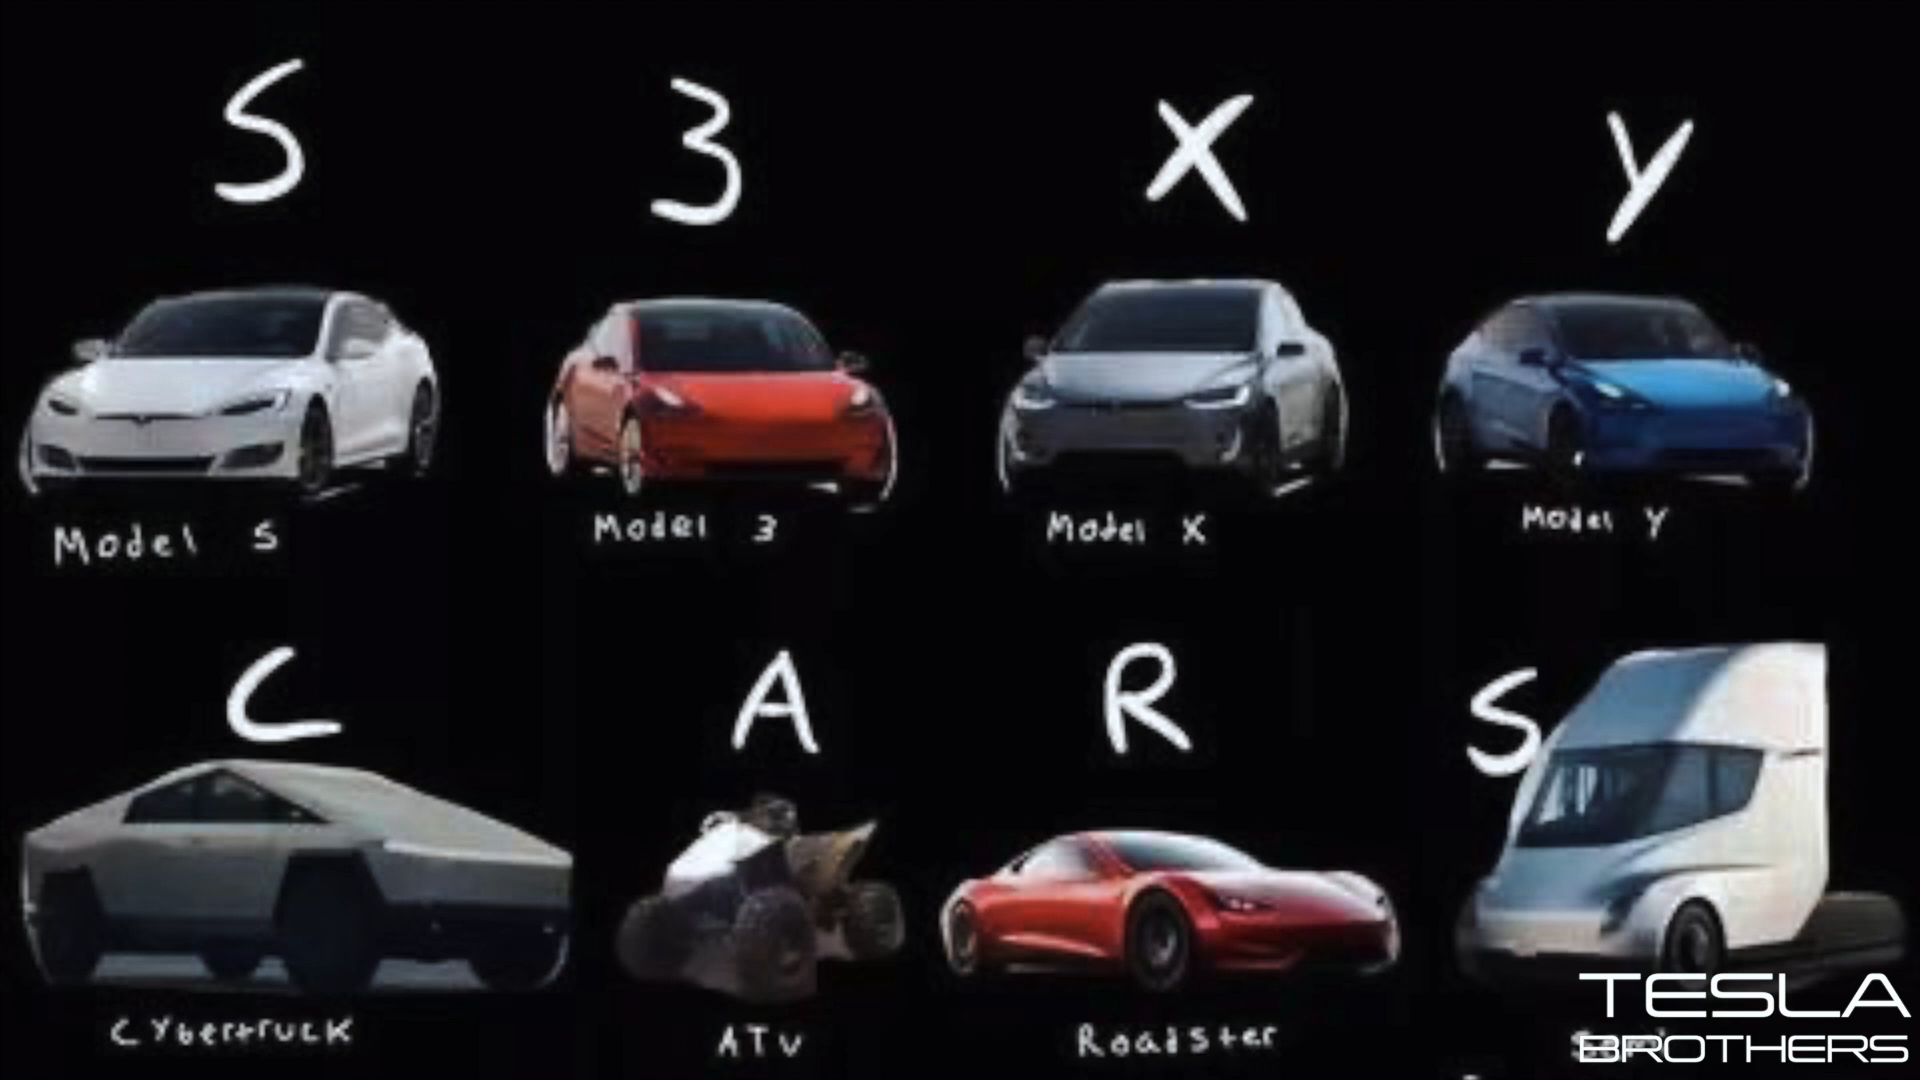 S 3 X Y
Model S Model 3 Model X Model Y
C A R S
Cybertruck ATV Roadster
TESLA
BROTHERS